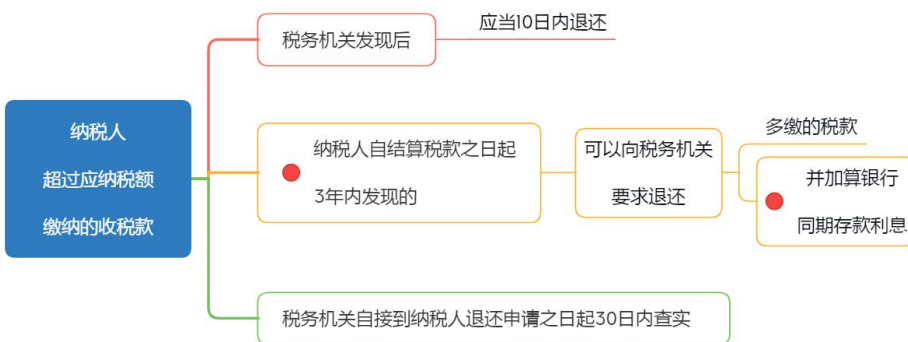 纳税人
超过应纳税额
缴纳的收税款
税务机关发现后
应当10日内退还
纳税人自结算税款之日起
3年内发现的
可以向税务机关
要求退还
多缴的税款
并加算银行
同期存款利息
税务机关自接到纳税人退还申请之日起30日内查实